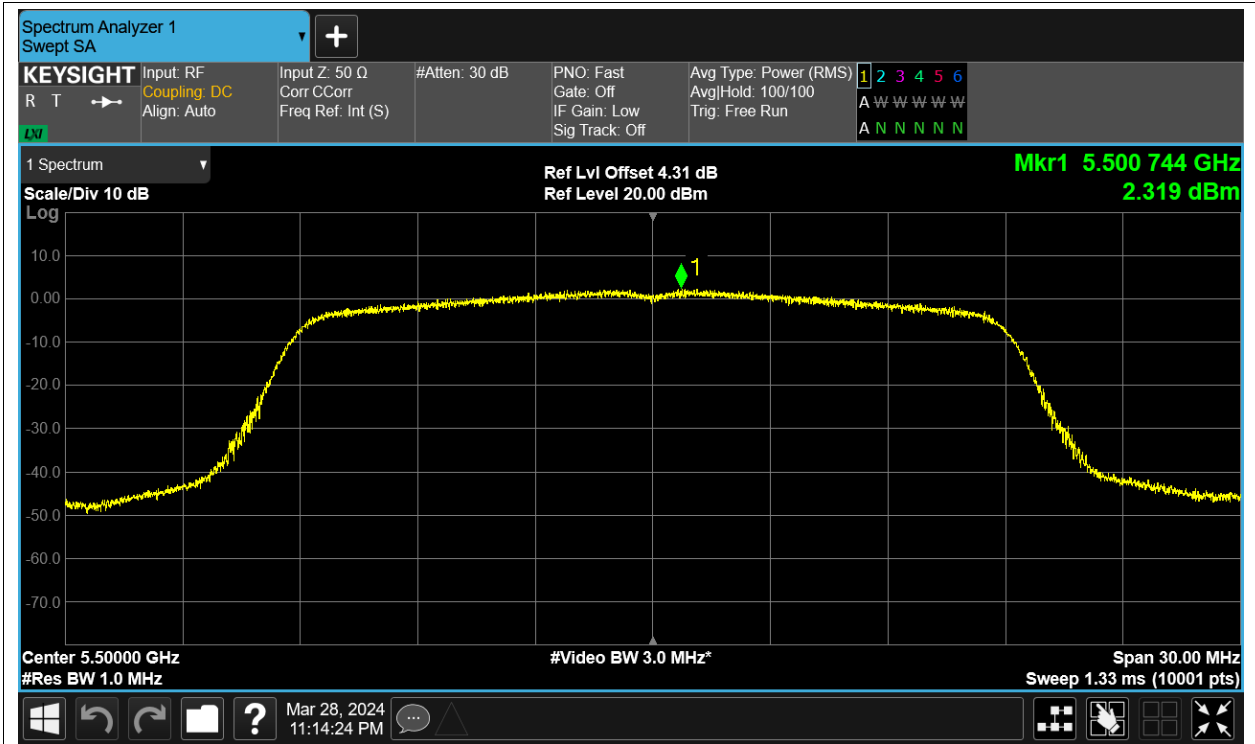 Spectrum Analyzer 1
Swept SA
KEYSIGHT
R T
LXI
Input: RF
Coupling: DC
Align: Auto
Input Z: 50 Ω
Corr CCorr
Freq Ref: Int (S)
#Atten: 30 dB
PNO: Fast
Gate: Off
IF Gain: Low
Sig Track: Off
Avg Type: Power (RMS)
Avg|Hold: 100/100
Trig: Free Run
1 2 3 4 5 6
A W W W W W
A N N N N N
1 Spectrum
Scale/Div 10 dB
Log
Ref Lvl Offset 4.31 dB
Ref Level 20.00 dBm
Mkr1 5.500 744 GHz
2.319 dBm
1
10.0
0.00
-10.0
-20.0
-30.0
-40.0
-50.0
-60.0
-70.0
Center 5.50000 GHz
#Res BW 1.0 MHz
#Video BW 3.0 MHz*
Span 30.00 MHz
Sweep 1.33 ms (10001 pts)
?
Mar 28, 2024
11:14:24 PM